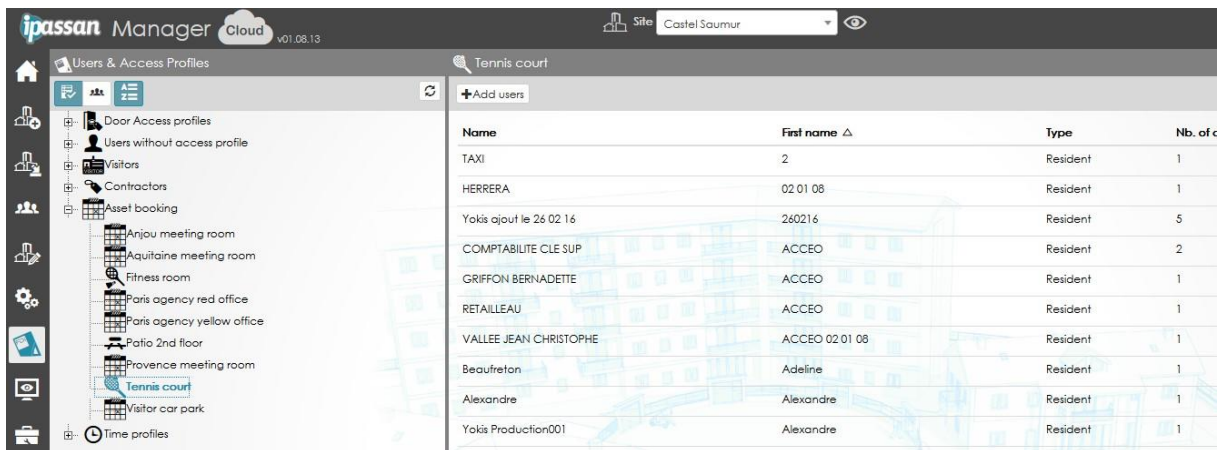 ipassan Manager Cloud v01.08.13
Site Castel Saumur
Users & Access Profiles
Door Access profiles
Users without access profile
Visitors
Contractors
Asset booking
Anjou meeting room
Aquitaine meeting room
Fitness room
Paris agency red office
Paris agency yellow office
Patio 2nd floor
Provence meeting room
Tennis court
Visitor car park
Time profiles
Tennis court
Add users
Name First name Type Nb. of
TAXI 2 Resident 1
HERRERA 02 01 08 Resident 1
Yokis ajout le 26 02 16 260216 Resident 5
COMPTABILITE CLE SUP ACCEO Resident 2
GRIFFON BERNADETTE ACCEO Resident 1
RETAILLEAU ACCEO Resident 1
VALLEE JEAN CHRISTOPHE ACCEO 02 01 08 Resident 1
Beaufreton Adeline Resident 1
Alexandre Alexandre Resident 1
Yokis Production001 Alexandre Resident 1